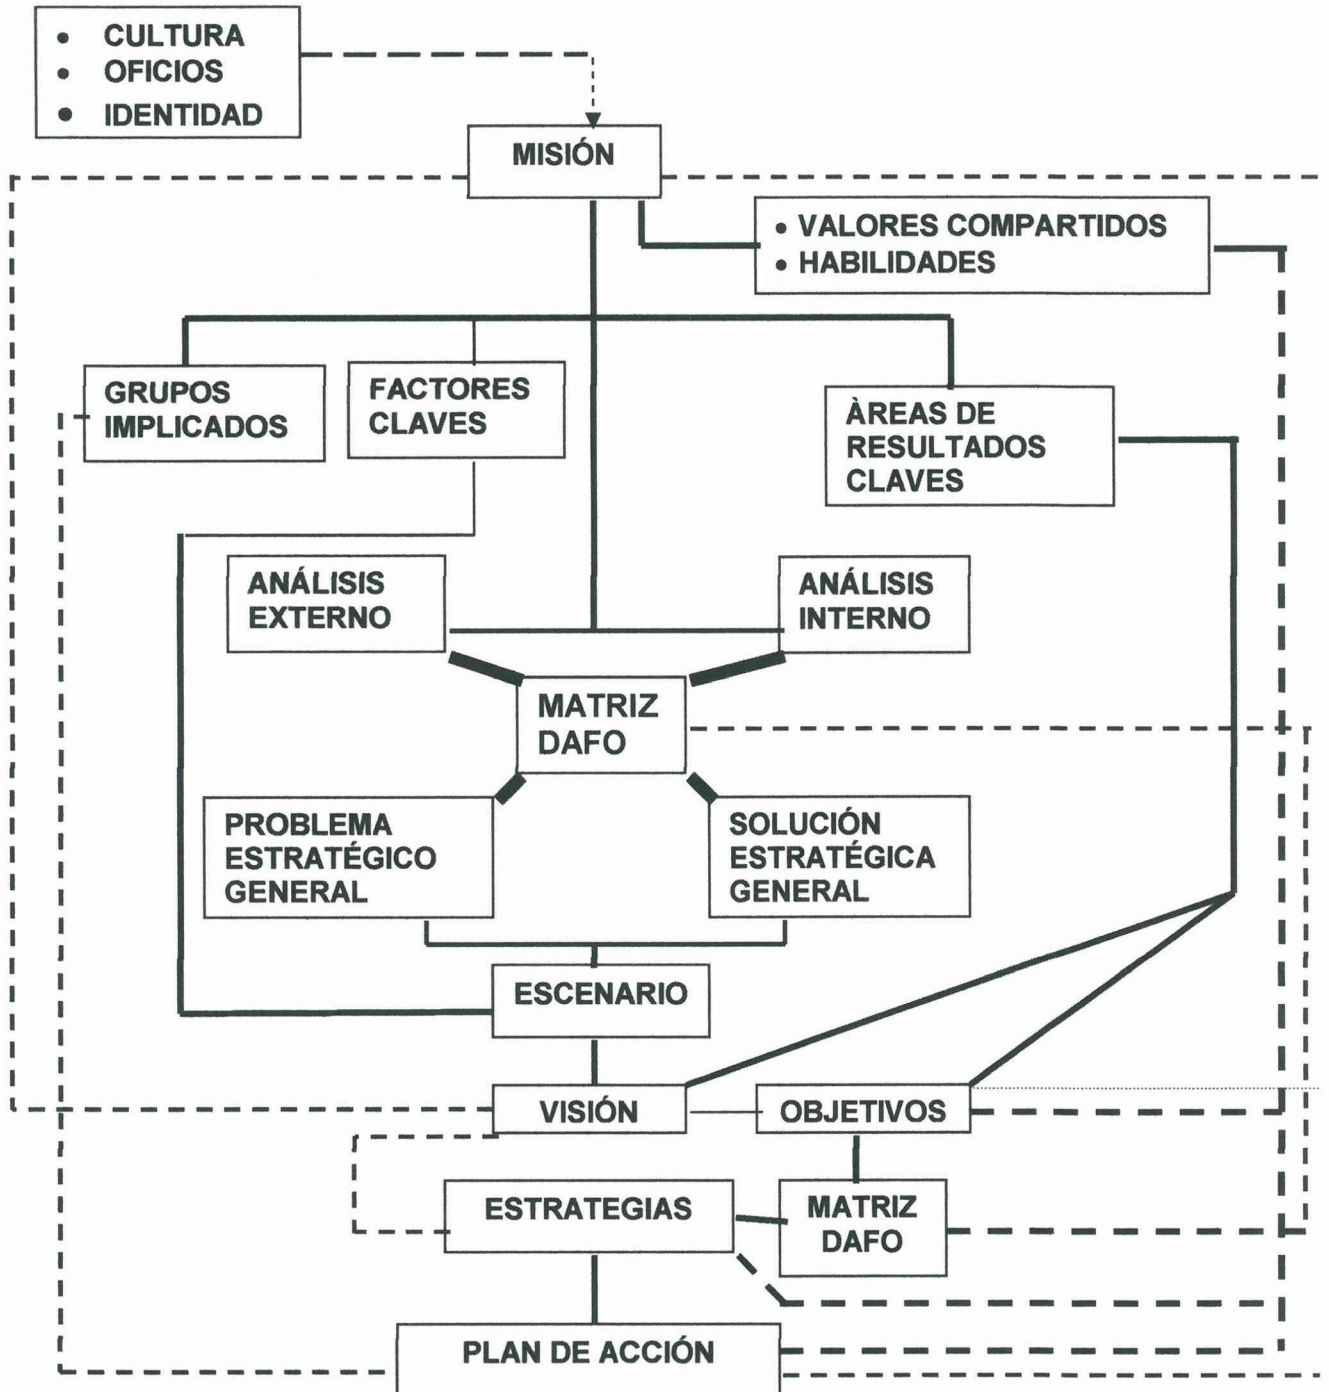 • CULTURA
• OFICIOS
• IDENTIDAD
MISIÓN
• VALORES COMPARTIDOS
• HABILIDADES
GRUPOS
IMPLICADOS
FACTORES
CLAVES
ÀREAS DE
RESULTADOS
CLAVES
ANÁLISIS
EXTERNO
ANÁLISIS
INTERNO
MATRIZ
DAFO
PROBLEMA
ESTRATÉGICO
GENERAL
SOLUCIÓN
ESTRATÉGICA
GENERAL
ESCENARIO
VISIÓN
OBJETIVOS
ESTRATEGIAS
MATRIZ
DAFO
PLAN DE ACCIÓN